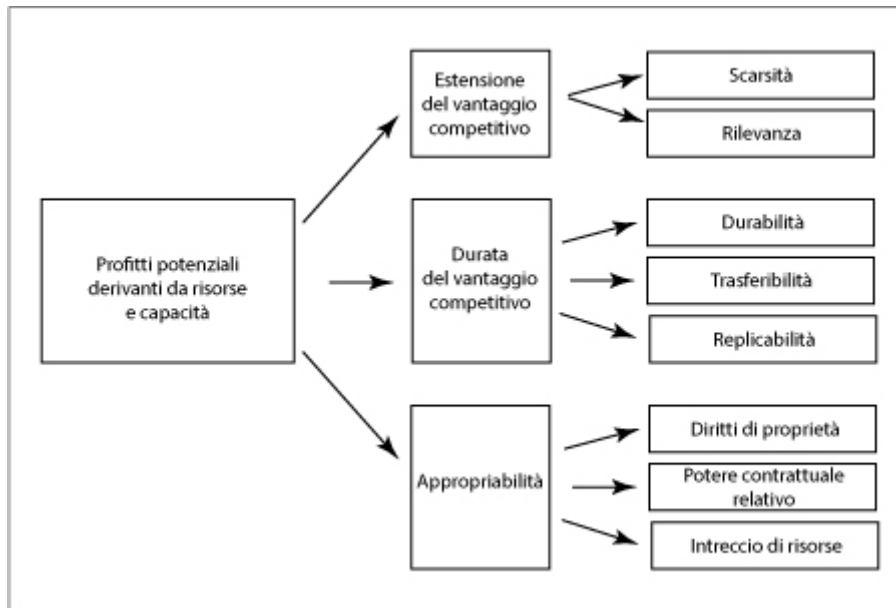 Estensione
del vantaggio
competitivo
Scarsità
Rilevanza
Profitti potenziali
derivanti da risorse
e capacità
Durata
del vantaggio
competitivo
Durabilità
Trasferibilità
Replicabilità
Appropriabilità
Diritti di proprietà
Potere contrattuale
relativo
Intreccio di risorse